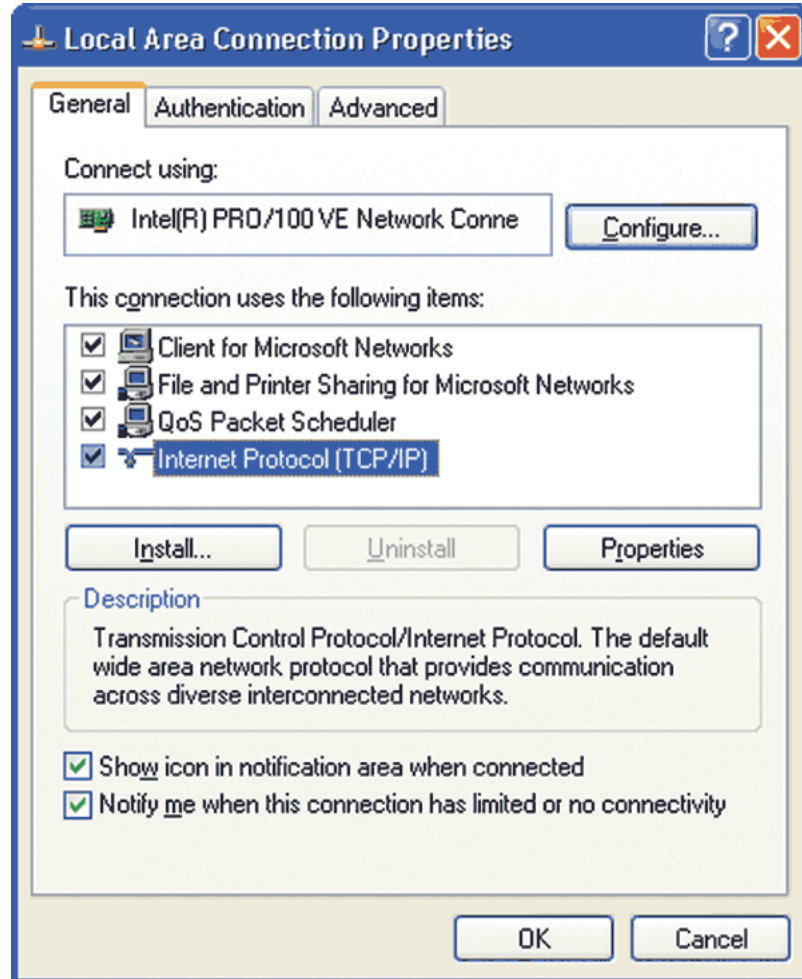 Local Area Connection Properties
General Authentication Advanced
Connect using:
Intel(R) PRO/100 VE Network Conne
Configure...
This connection uses the following items:
Client for Microsoft Networks
File and Printer Sharing for Microsoft Networks
QoS Packet Scheduler
Internet Protocol (TCP/IP)
Install... Uninstall Properties
Description
Transmission Control Protocol/Internet Protocol. The default
wide area network protocol that provides communication
across diverse interconnected networks.
Show icon in notification area when connected
Notify me when this connection has limited or no connectivity
OK Cancel